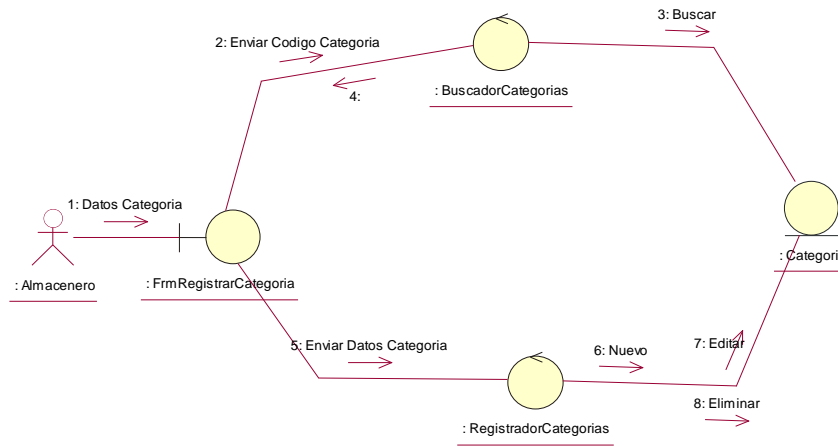 3: Buscar
2: Enviar Codigo Categoria
4:
: BuscadorCategorias
1: Datos Categoria
: Almacenero
: FrmRegistrarCategoria
: Categori
5: Enviar Datos Categoria
6: Nuevo
7: Editar
8: Eliminar
: RegistradorCategorias